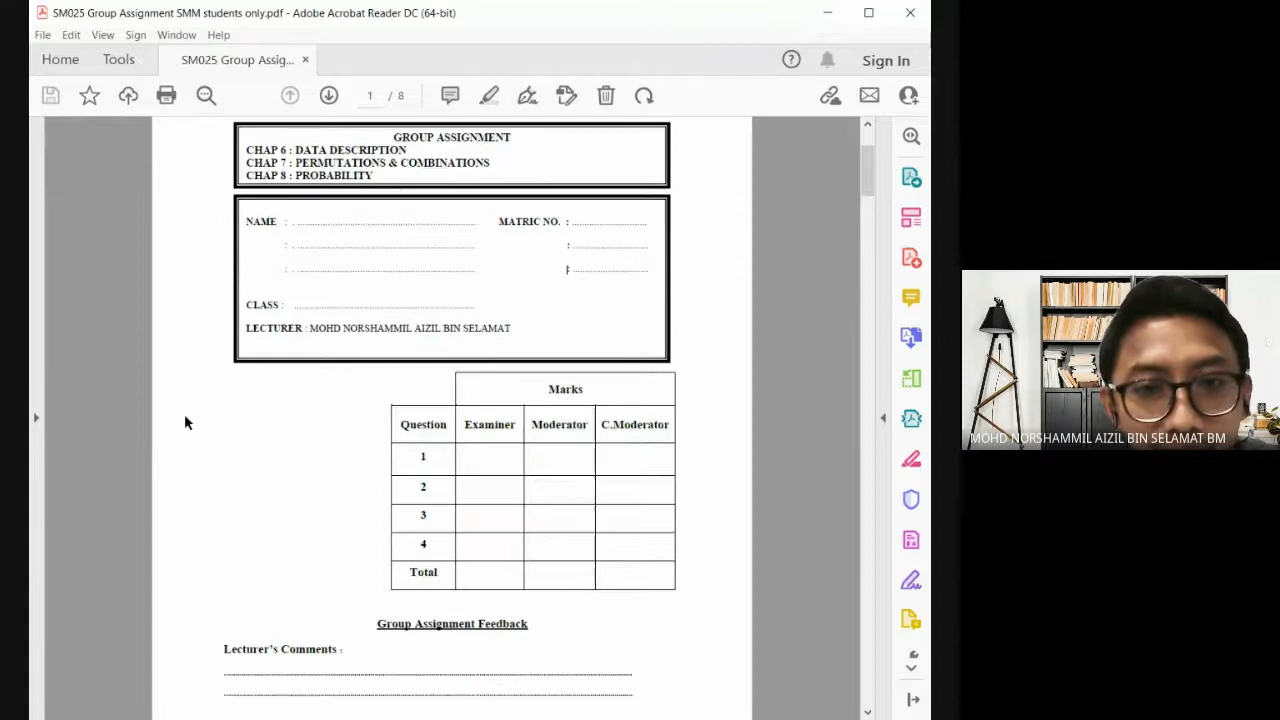 SM025 Group Assignment SMM students only.pdf - Adobe Acrobat Reader DC (64-bit)
File Edit View Sign Window Help
Home Tools SM025 Group Assig... × Sign In
1 / 8
GROUP ASSIGNMENT
CHAP 6 : DATA DESCRIPTION
CHAP 7 : PERMUTATIONS & COMBINATIONS
CHAP 8 : PROBABILITY
NAME : MATRIC NO. :
: :
: :
CLASS :
LECTURER : MOHD NORSHAMMIL AIZIL BIN SELAMAT
Marks
Question Examiner Moderator C.Moderator
1
2
3
4
Total
Group Assignment Feedback
Lecturer's Comments :
MOHD NORSHAMMIL AIZIL BIN SELAMAT BM